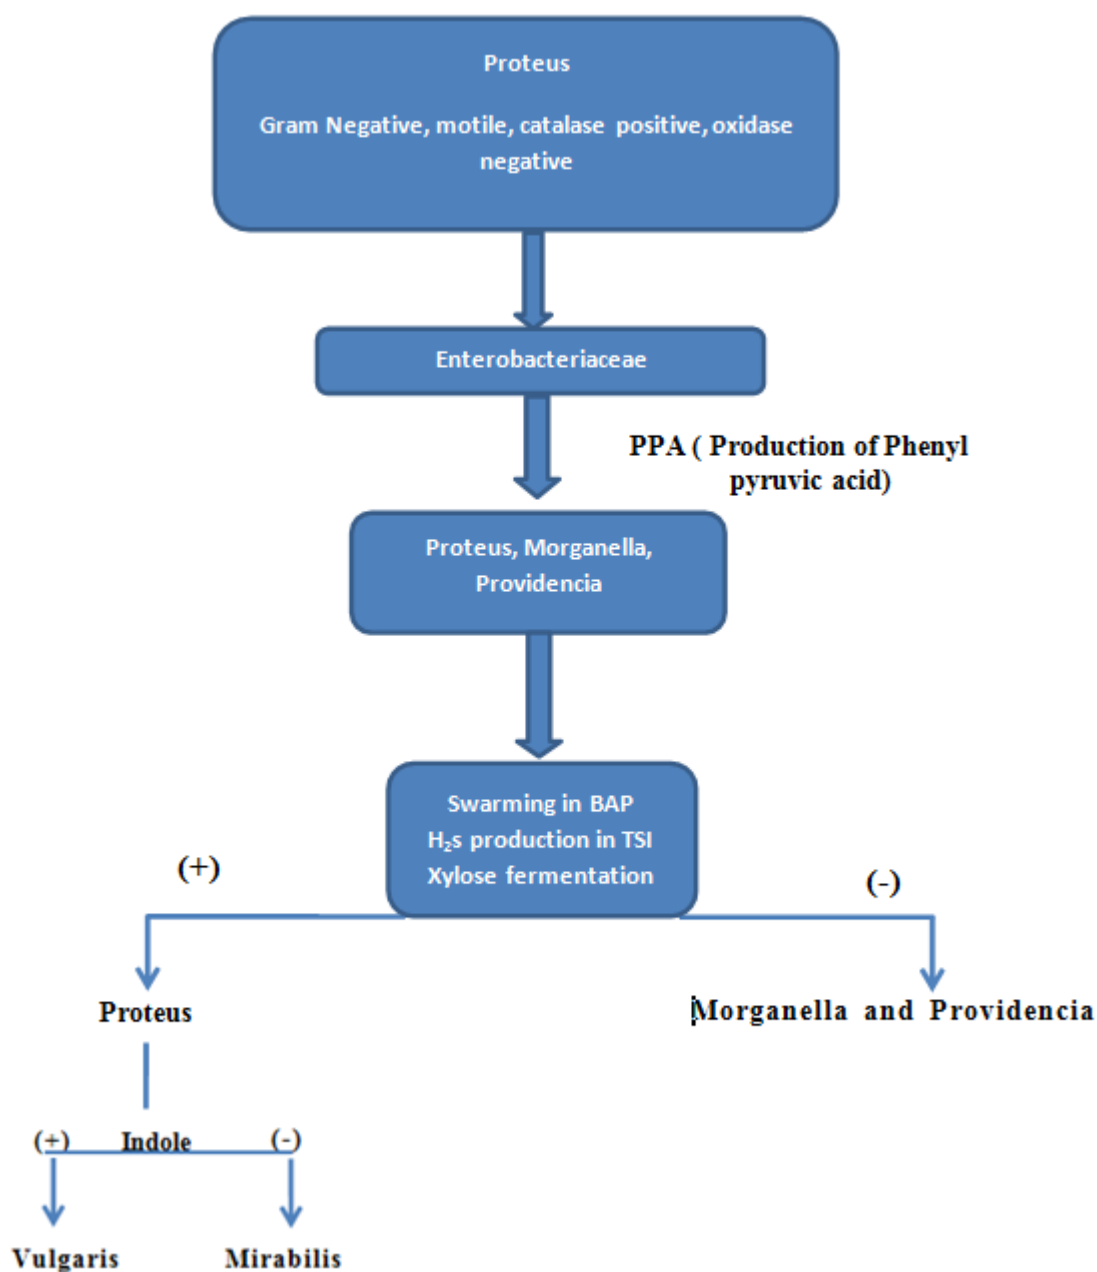 Proteus
Gram Negative, motile, catalase positive, oxidase
negative
Enterobacteriaceae
PPA ( Production of Phenyl
pyruvic acid)
Proteus, Morganella,
Providencia
Swarming in BAP
H₂s production in TSI
Xylose fermentation
(+)
(-)
Proteus
Morganella and Providencia
(+) Indole (-)
Vulgaris Mirabilis